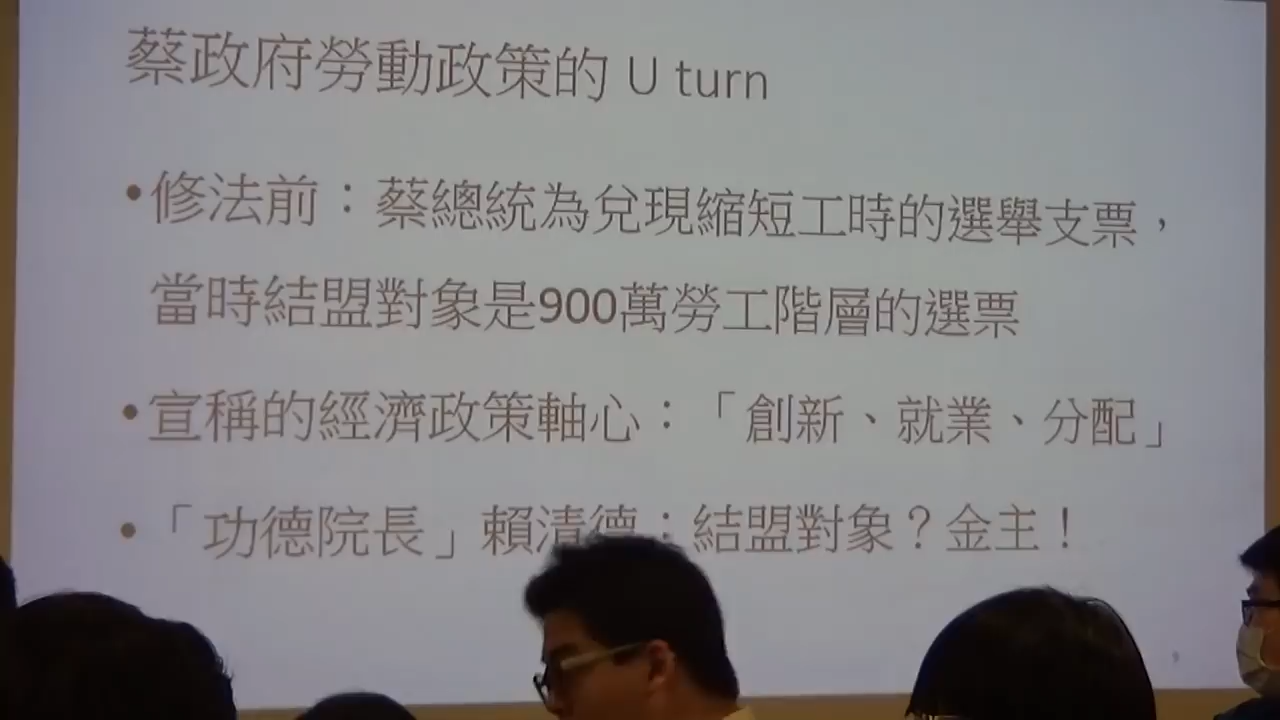 蔡政府勞動政策的 U turn
•修法前：蔡總統為兌現縮短工時的選舉支票，
當時結盟對象是900萬勞工階層的選票
•宣稱的經濟政策軸心：「創新、就業、分配」
•「功德院長」賴清德：結盟對象？金主！
9